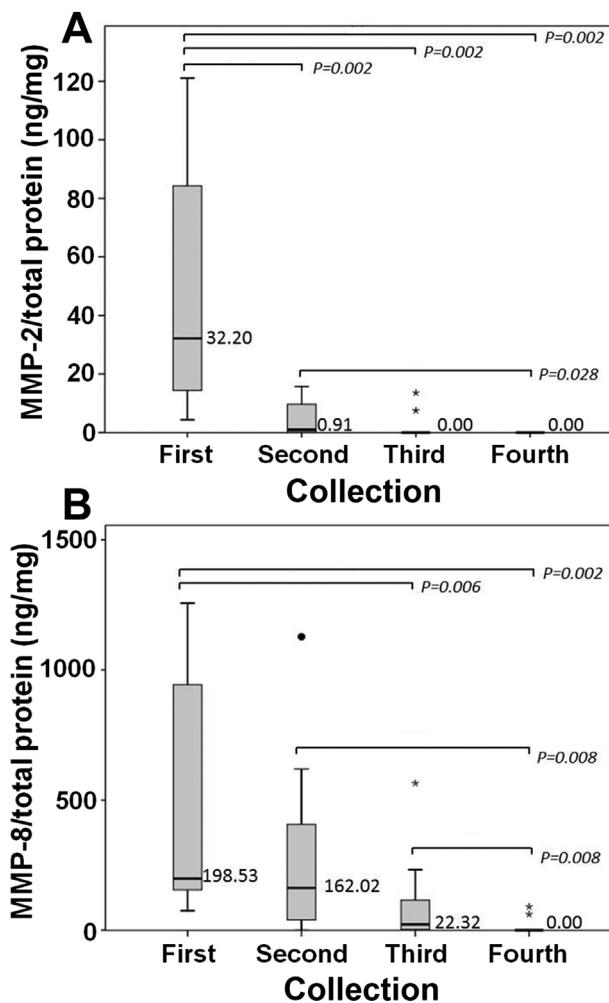 A
MMP-2/total protein (ng/mg)
120
100
80
60
40
20
0
P=0.002
P=0.002
P=0.002
P=0.028
32.20
0.91
0.00
0.00
First Second Third Fourth
Collection
B
MMP-8/total protein (ng/mg)
1500
1000
500
0
P=0.002
P=0.006
P=0.008
P=0.008
198.53
162.02
22.32
0.00
First Second Third Fourth
Collection